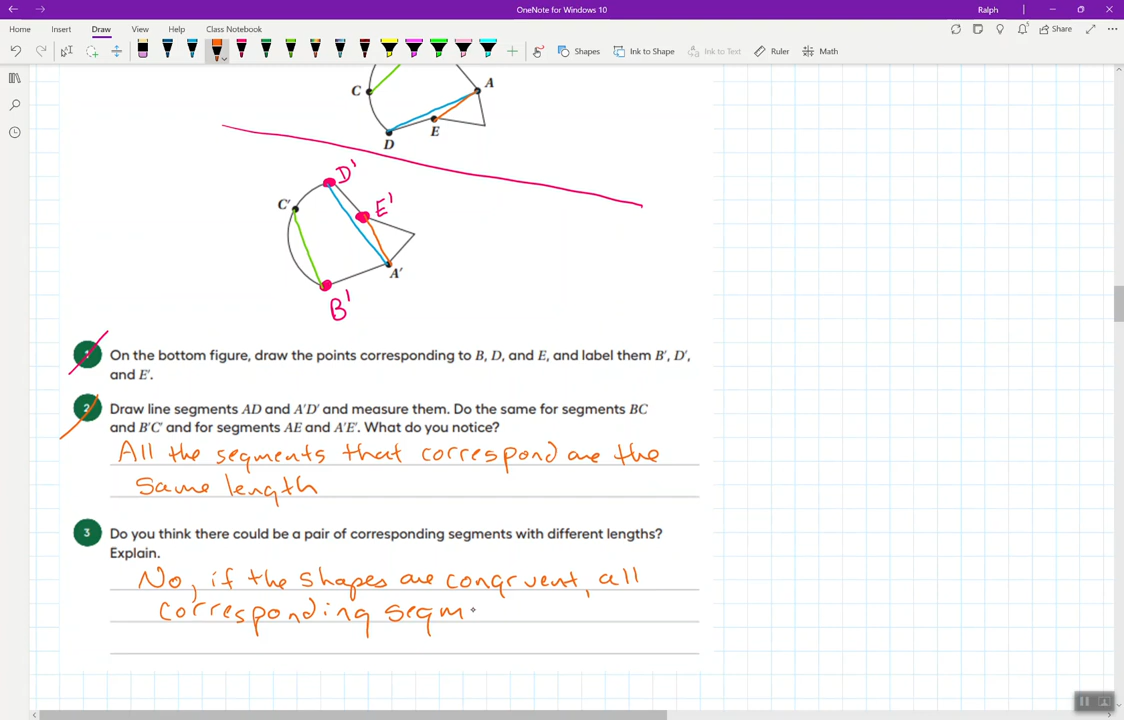 OneNote for Windows 10
Ralph
Home
Insert
Draw
View
Help
Class Notebook
Share
Shapes
Ink to Shape
Ink to Text
Ruler
Math
C
A
E
D
D'
C'
E'
A'
B'
1
On the bottom figure, draw the points corresponding to B, D, and E, and label them B′, D′,
and E′.
2
Draw line segments AD and A′D′ and measure them. Do the same for segments BC
and B′C′ and for segments AE and A′E′. What do you notice?
All the segments that correspond are the
same length
3
Do you think there could be a pair of corresponding segments with different lengths?
Explain.
No, if the shapes are congruent, all
corresponding segm